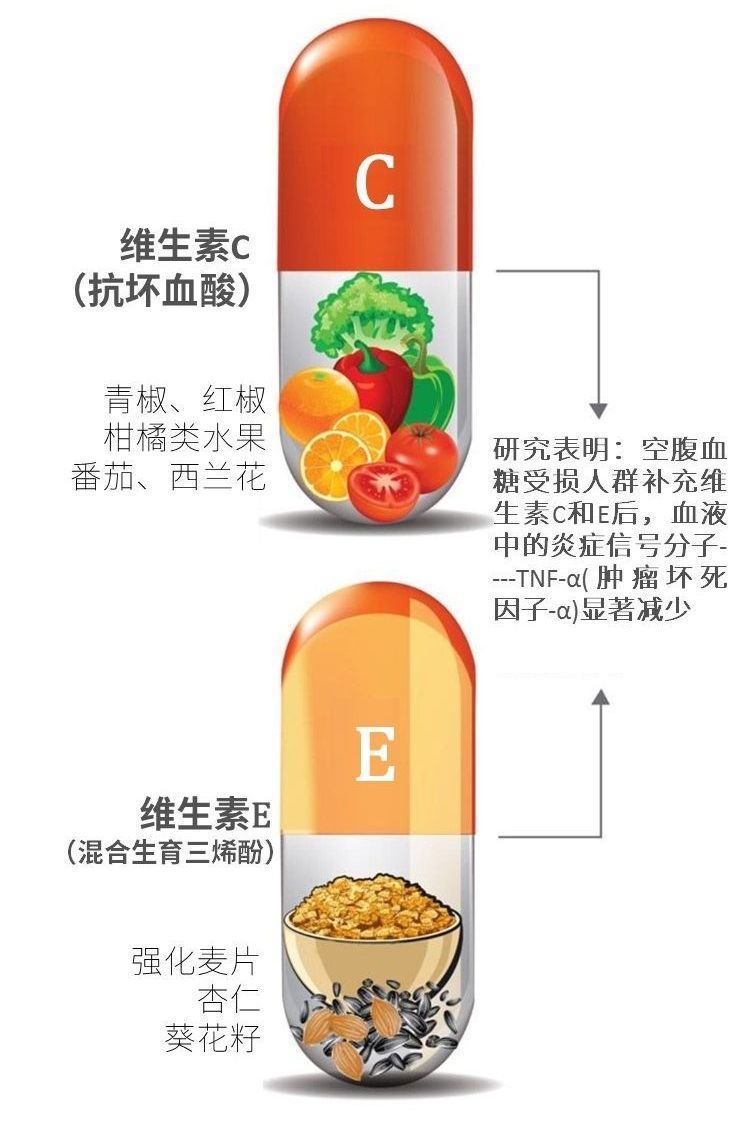 C
维生素C
（抗坏血酸）
青椒、红椒
柑橘类水果
番茄、西兰花
研究表明：空腹血
糖受损人群补充维
生素C和E后，血液
中的炎症信号分子-
---TNF-α(肿瘤坏死
因子-α)显著减少
E
维生素E
（混合生育三烯酚）
强化麦片
杏仁
葵花籽